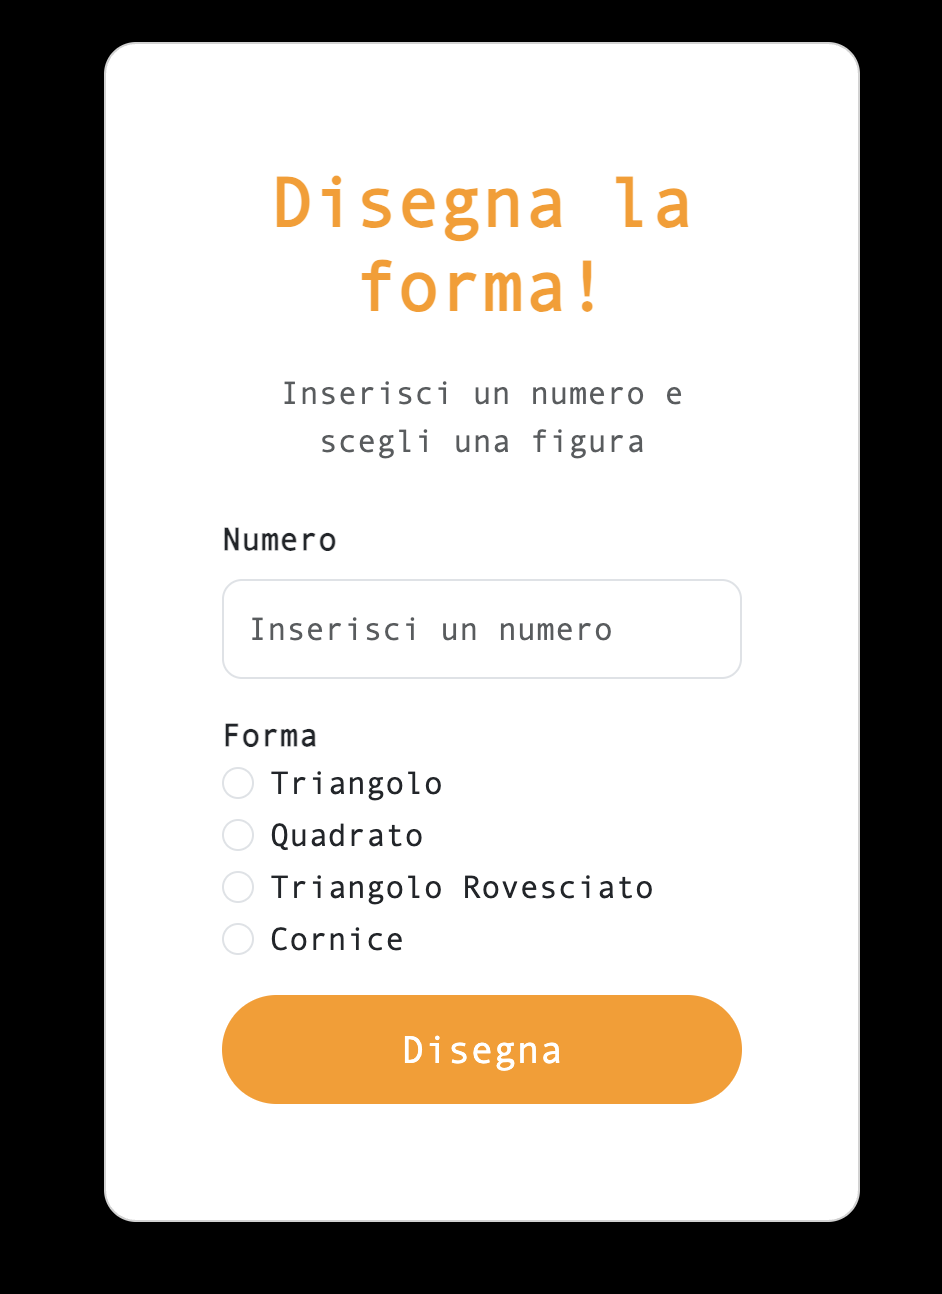 Disegna la
forma!
Inserisci un numero e
scegli una figura
Numero
Inserisci un numero
Forma
Triangolo
Quadrato
Triangolo Rovesciato
Cornice
Disegna